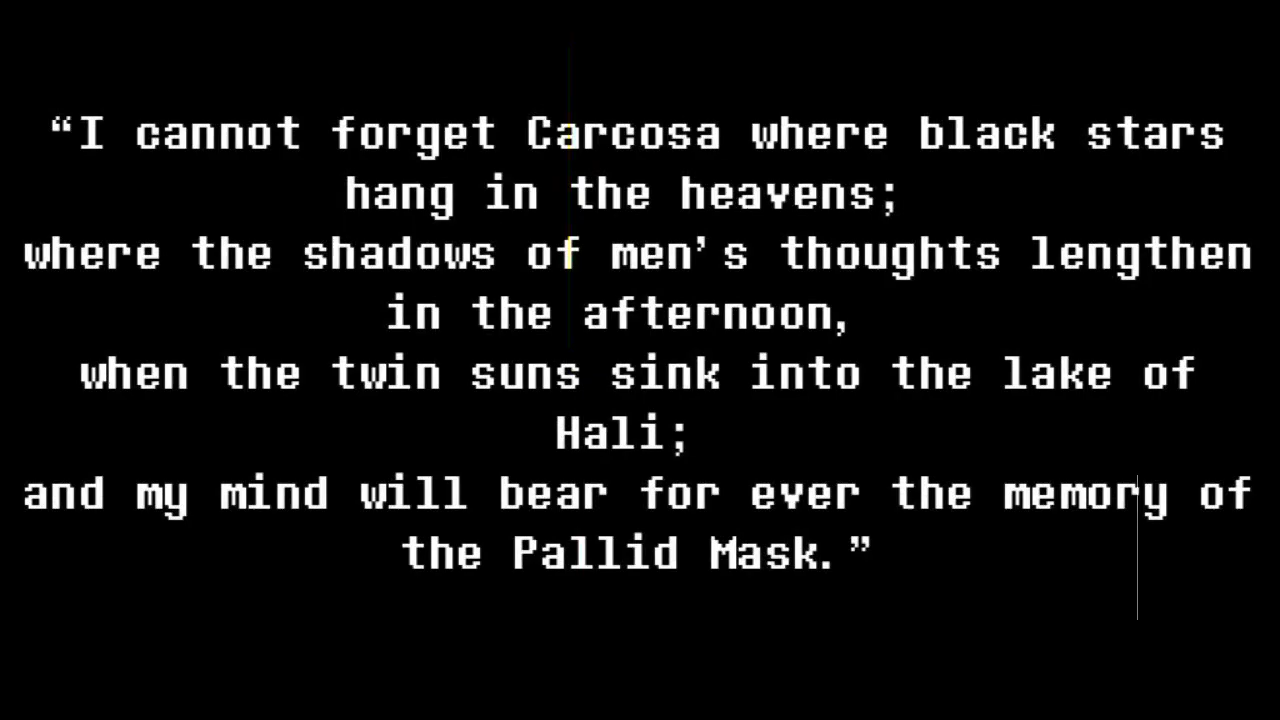 “I cannot forget Carcosa where black stars
hang in the heavens;
where the shadows of men’s thoughts lengthen
in the afternoon,
when the twin suns sink into the lake of
Hali;
and my mind will bear for ever the memory of
the Pallid Mask.”